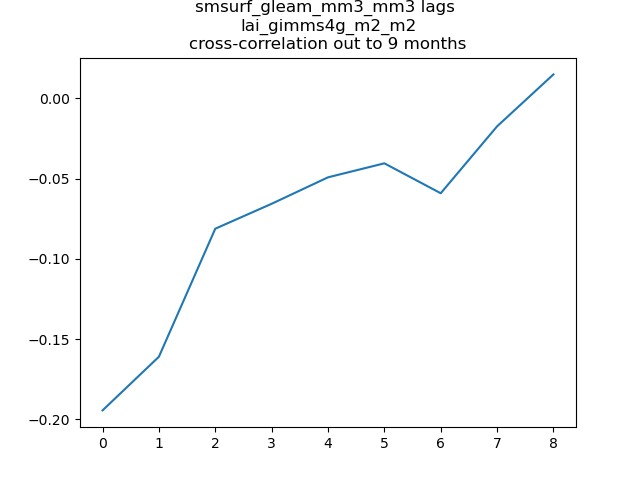 smsurf_gleam_mm3_mm3 lags
lai_gimms4g_m2_m2
cross-correlation out to 9 months
0.00
−0.05
−0.10
−0.15
−0.20
0 1 2 3 4 5 6 7 8